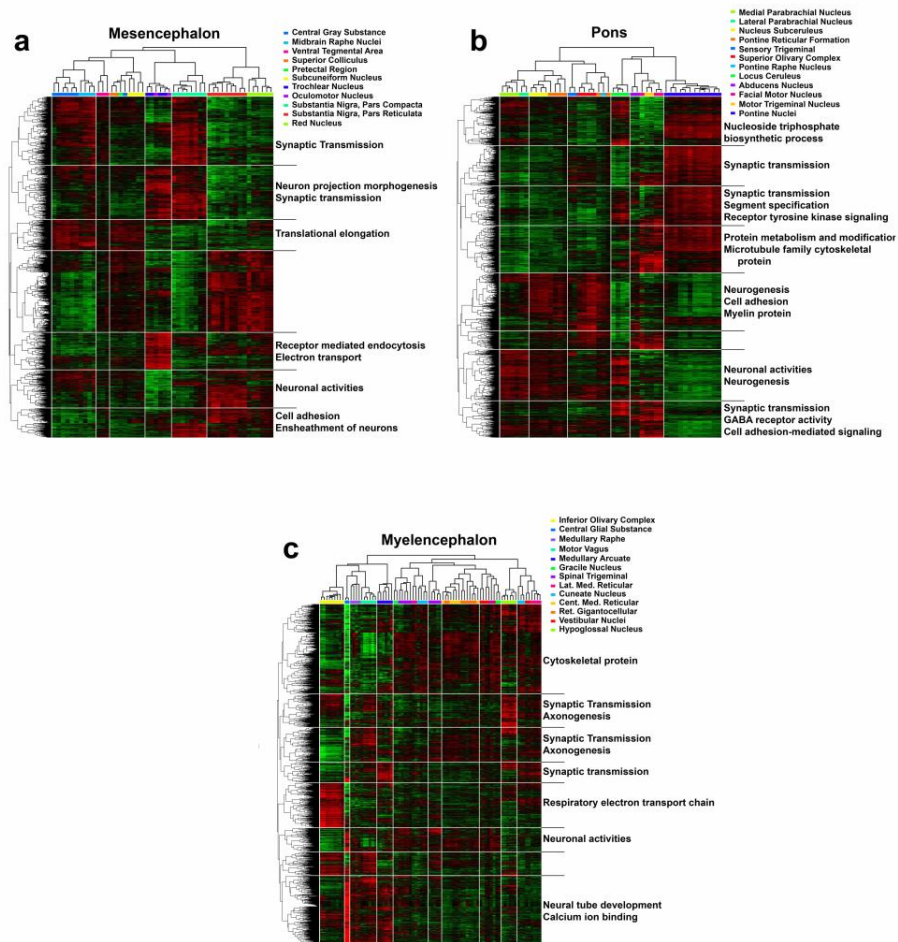 a
Mesencephalon
Central Gray Substance
Midbrain Raphe Nuclei
Ventral Tegmental Area
Superior Colliculus
Pretectal Region
Subcuneiform Nucleus
Trochlear Nucleus
Oculomotor Nucleus
Substantia Nigra, Pars Compacta
Substantia Nigra, Pars Reticulata
Red Nucleus
Synaptic Transmission
Neuron projection morphogenesis
Synaptic transmission
Translational elongation
Receptor mediated endocytosis
Electron transport
Neuronal activities
Cell adhesion
Ensheathment of neurons
b
Pons
Medial Parabrachial Nucleus
Lateral Parabrachial Nucleus
Nucleus Subceruleus
Pontine Reticular Formation
Sensory Trigeminal
Superior Olivary Complex
Pontine Raphe Nucleus
Locus Ceruleus
Abducens Nucleus
Facial Motor Nucleus
Motor Trigeminal Nucleus
Pontine Nuclei
Nucleoside triphosphate
biosynthetic process
Synaptic transmission
Synaptic transmission
Segment specification
Receptor tyrosine kinase signaling
Protein metabolism and modification
Microtubule family cytoskeletal
protein
Neurogenesis
Cell adhesion
Myelin protein
Neuronal activities
Neurogenesis
Synaptic transmission
GABA receptor activity
Cell adhesion-mediated signaling
c
Myelencephalon
Inferior Olivary Complex
Central Glial Substance
Medullary Raphe
Motor Vagus
Medullary Arcuate
Gracile Nucleus
Spinal Trigeminal
Lat. Med. Reticular
Cuneate Nucleus
Cent. Med. Reticular
Ret. Gigantocellular
Vestibular Nuclei
Hypoglossal Nucleus
Cytoskeletal protein
Synaptic Transmission
Axonogenesis
Synaptic Transmission
Axonogenesis
Synaptic transmission
Respiratory electron transport chain
Neuronal activities
Neural tube development
Calcium ion binding